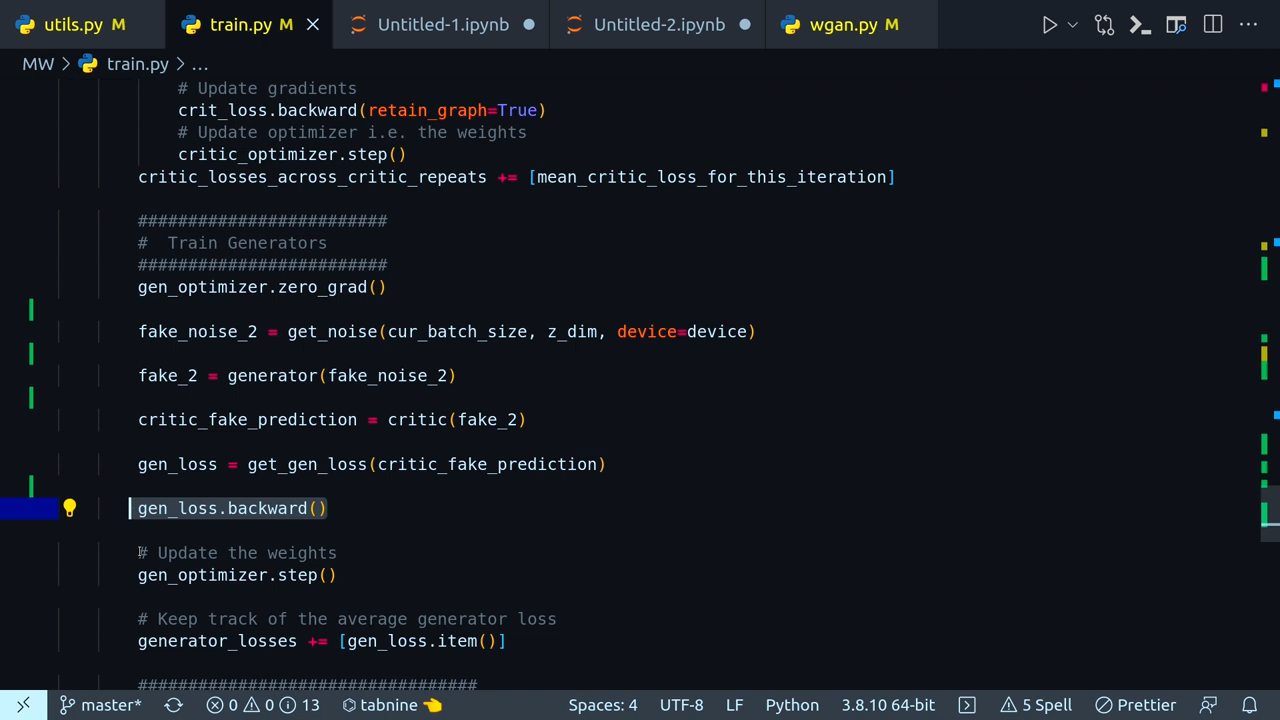 utils.py M train.py M Untitled-1.ipynb Untitled-2.ipynb wgan.py M
MW > train.py > ...
# Update gradients
crit_loss.backward(retain_graph=True)
# Update optimizer i.e. the weights
critic_optimizer.step()
critic_losses_across_critic_repeats += [mean_critic_loss_for_this_iteration]
#########################
#  Train Generators
#########################
gen_optimizer.zero_grad()
fake_noise_2 = get_noise(cur_batch_size, z_dim, device=device)
fake_2 = generator(fake_noise_2)
critic_fake_prediction = critic(fake_2)
gen_loss = get_gen_loss(critic_fake_prediction)
gen_loss.backward()
# Update the weights
gen_optimizer.step()
# Keep track of the average generator loss
generator_losses += [gen_loss.item()]
##################################
master* 0 0 13 tabnine Spaces: 4 UTF-8 LF Python 3.8.10 64-bit 5 Spell Prettier